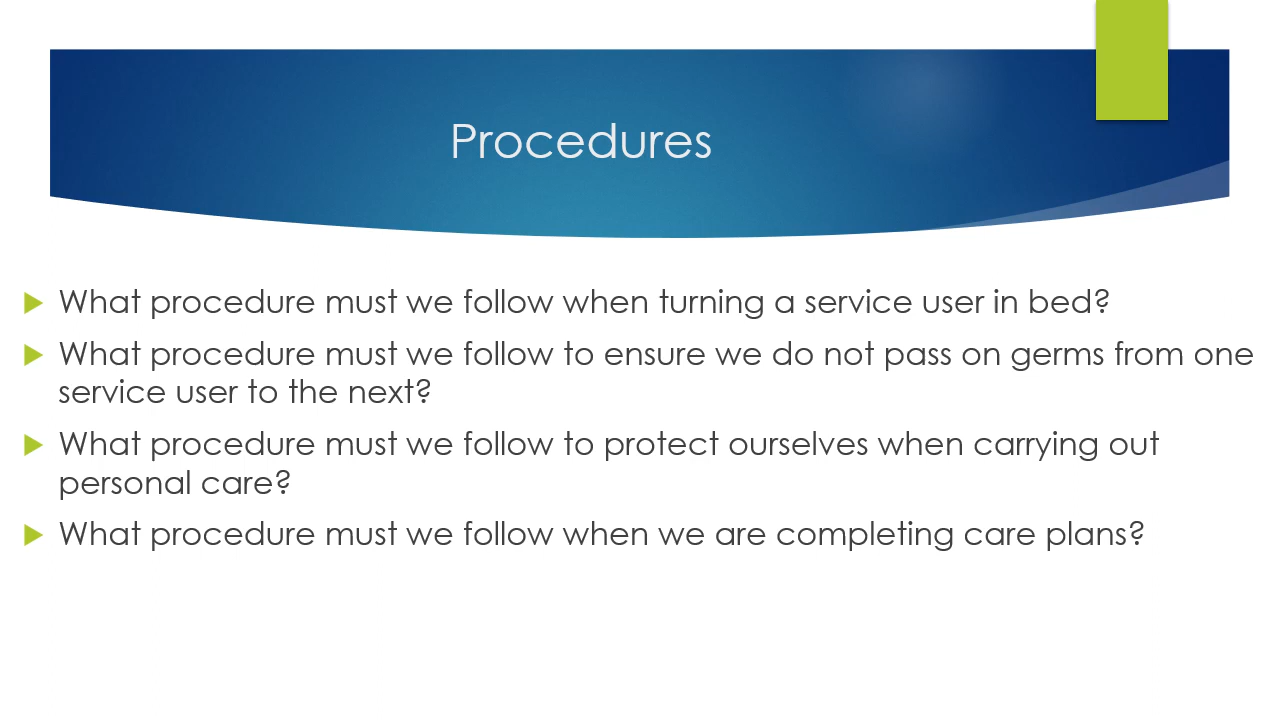 Procedures
What procedure must we follow when turning a service user in bed?
What procedure must we follow to ensure we do not pass on germs from one
service user to the next?
What procedure must we follow to protect ourselves when carrying out
personal care?
What procedure must we follow when we are completing care plans?